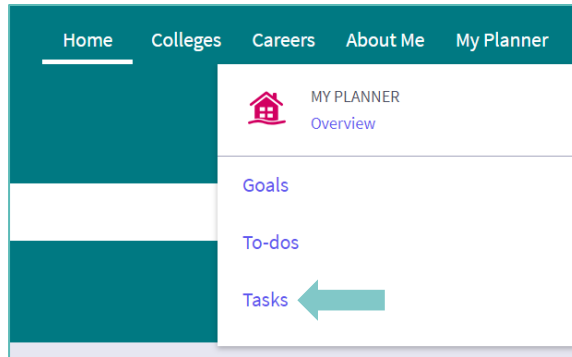 Home Colleges Careers About Me My Planner
MY PLANNER
Overview
Goals
To-dos
Tasks